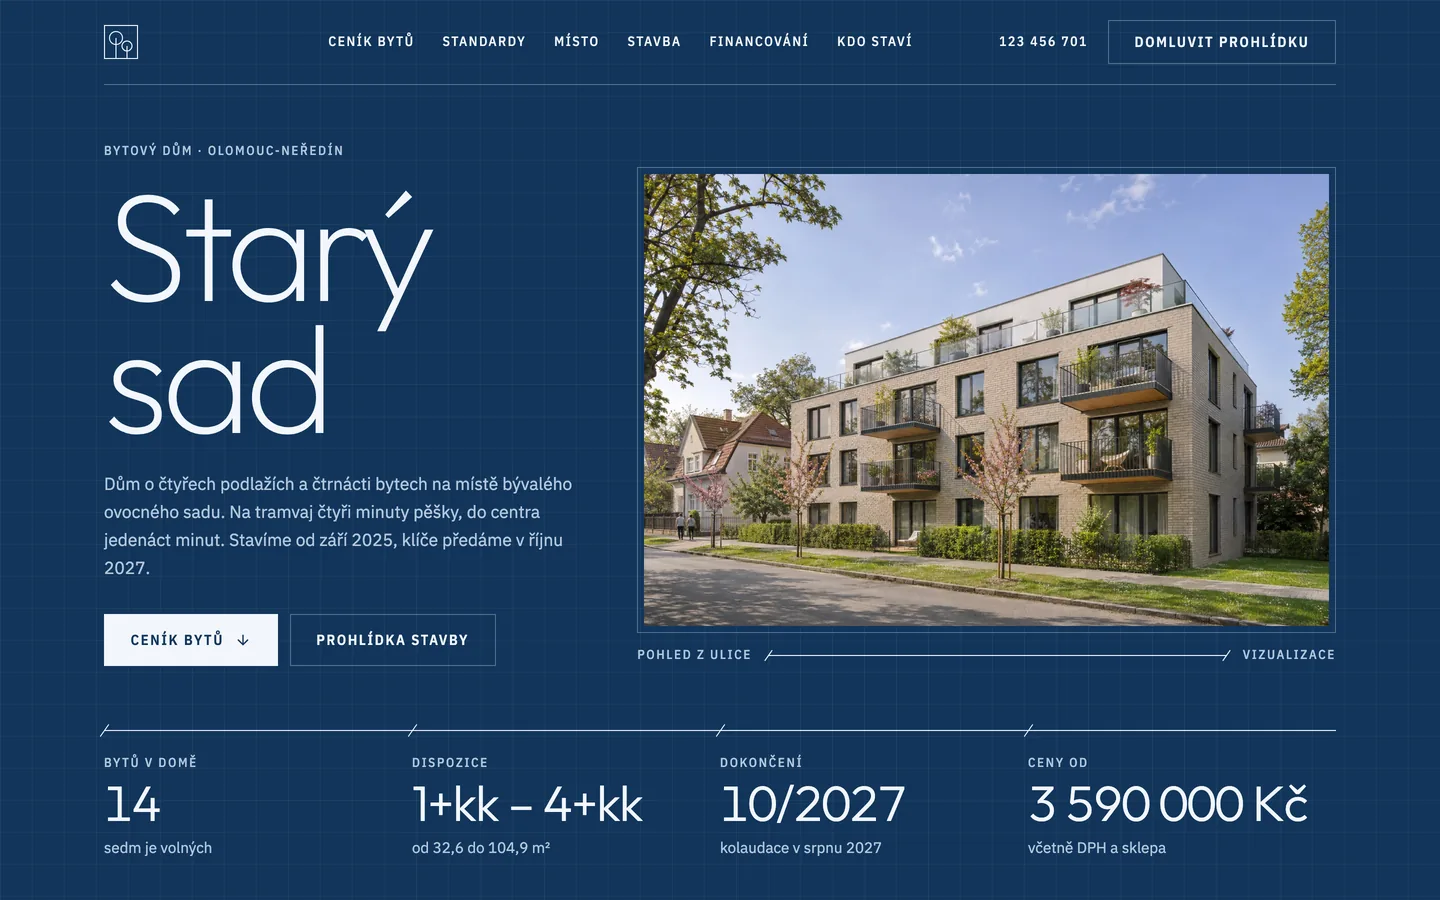 CENÍK BYTŮ STANDARDY MÍSTO STAVBA FINANCOVÁNÍ KDO STAVÍ 123 456 701 DOMLUVIT PROHLÍDKU
BYTOVÝ DŮM · OLOMOUC-NEŘEDÍN
Starý
sad
Dům o čtyřech podlažích a čtrnácti bytech na místě bývalého
ovocného sadu. Na tramvaj čtyři minuty pěšky, do centra
jedenáct minut. Stavíme od září 2025, klíče předáme v říjnu
2027.
CENÍK BYTŮ ↓ PROHLÍDKA STAVBY
POHLED Z ULICE VIZUALIZACE
BYTŮ V DOMĚ
14
sedm je volných
DISPOZICE
1+kk – 4+kk
od 32,6 do 104,9 m²
DOKONČENÍ
10/2027
kolaudace v srpnu 2027
CENY OD
3 590 000 Kč
včetně DPH a sklepa